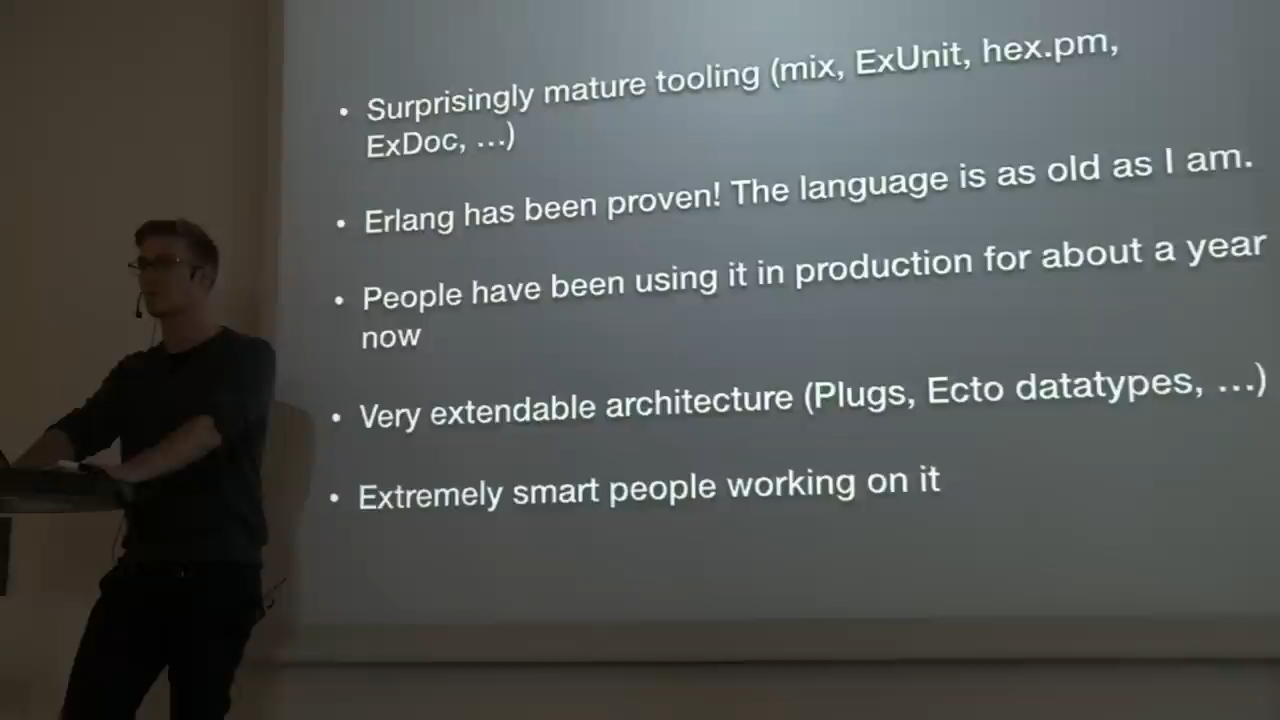 • Surprisingly mature tooling (mix, ExUnit, hex.pm,
ExDoc, ...)
• Erlang has been proven! The language is as old as I am.
• People have been using it in production for about a year
now
• Very extendable architecture (Plugs, Ecto datatypes, ...)
• Extremely smart people working on it